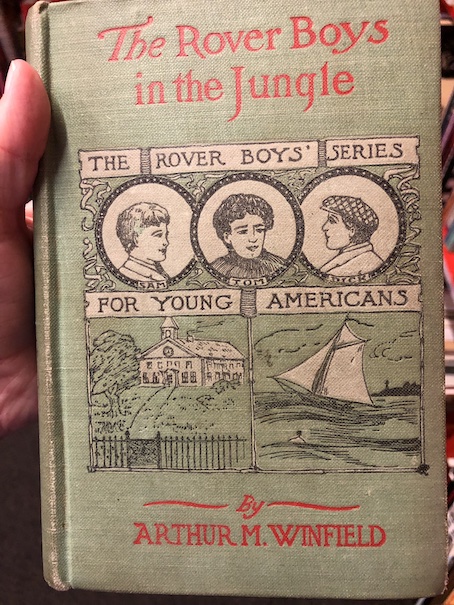 The Rover Boys
in the Jungle
THE ROVER BOYS' SERIES
SAM TOM DICK
FOR YOUNG AMERICANS
By
ARTHUR M. WINFIELD